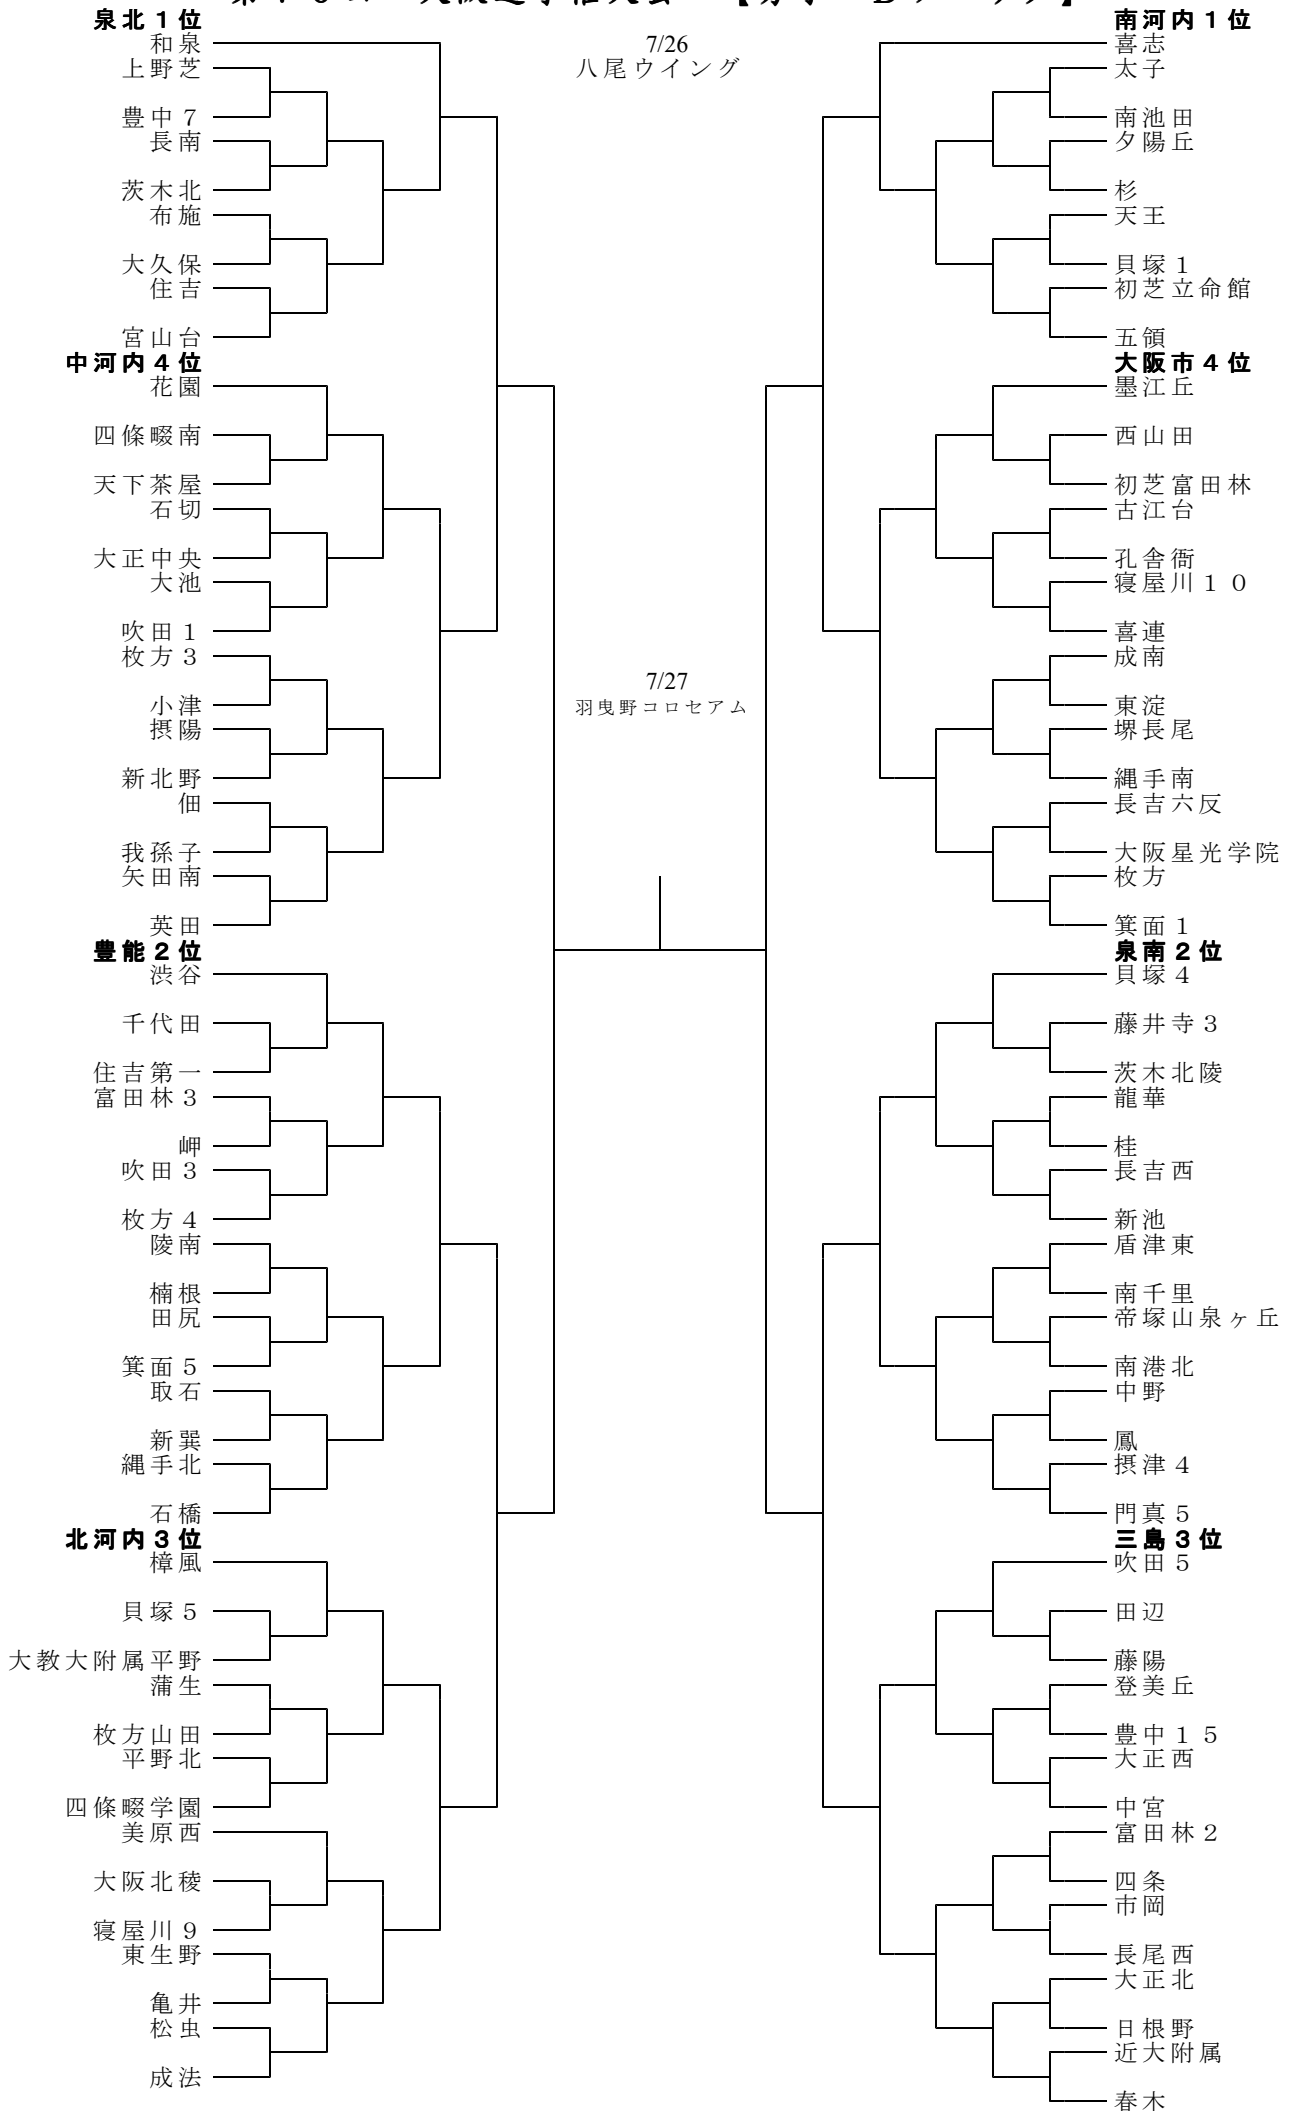 泉北１位
和泉
上野芝
豊中７
長南
茨木北
布施
大久保
住吉
宮山台
中河内４位
花園
四條畷南
天下茶屋
石切
大正中央
大池
吹田１
枚方３
小津
摂陽
新北野
佃
我孫子
矢田南
英田
豊能２位
渋谷
千代田
住吉第一
富田林３
岬
吹田３
枚方４
陵南
楠根
田尻
箕面５
取石
新巽
縄手北
石橋
北河内３位
樟風
貝塚５
大教大附属平野
蒲生
枚方山田
平野北
四條畷学園
美原西
大阪北稜
寝屋川９
東生野
亀井
松虫
成法
7/26
八尾ウイング
7/27
羽曳野コロセアム
南河内１位
喜志
太子
南池田
夕陽丘
杉
天王
貝塚１
初芝立命館
五領
大阪市４位
墨江丘
西山田
初芝富田林
古江台
孔舎衙
寝屋川１０
喜連
成南
東淀
堺長尾
縄手南
長吉六反
大阪星光学院
枚方
箕面１
泉南２位
貝塚４
藤井寺３
茨木北陵
龍華
桂
長吉西
新池
盾津東
南千里
帝塚山泉ヶ丘
南港北
中野
鳳
摂津４
門真５
三島３位
吹田５
田辺
藤陽
登美丘
豊中１５
大正西
中宮
富田林２
四条
市岡
長尾西
大正北
日根野
近大附属
春木